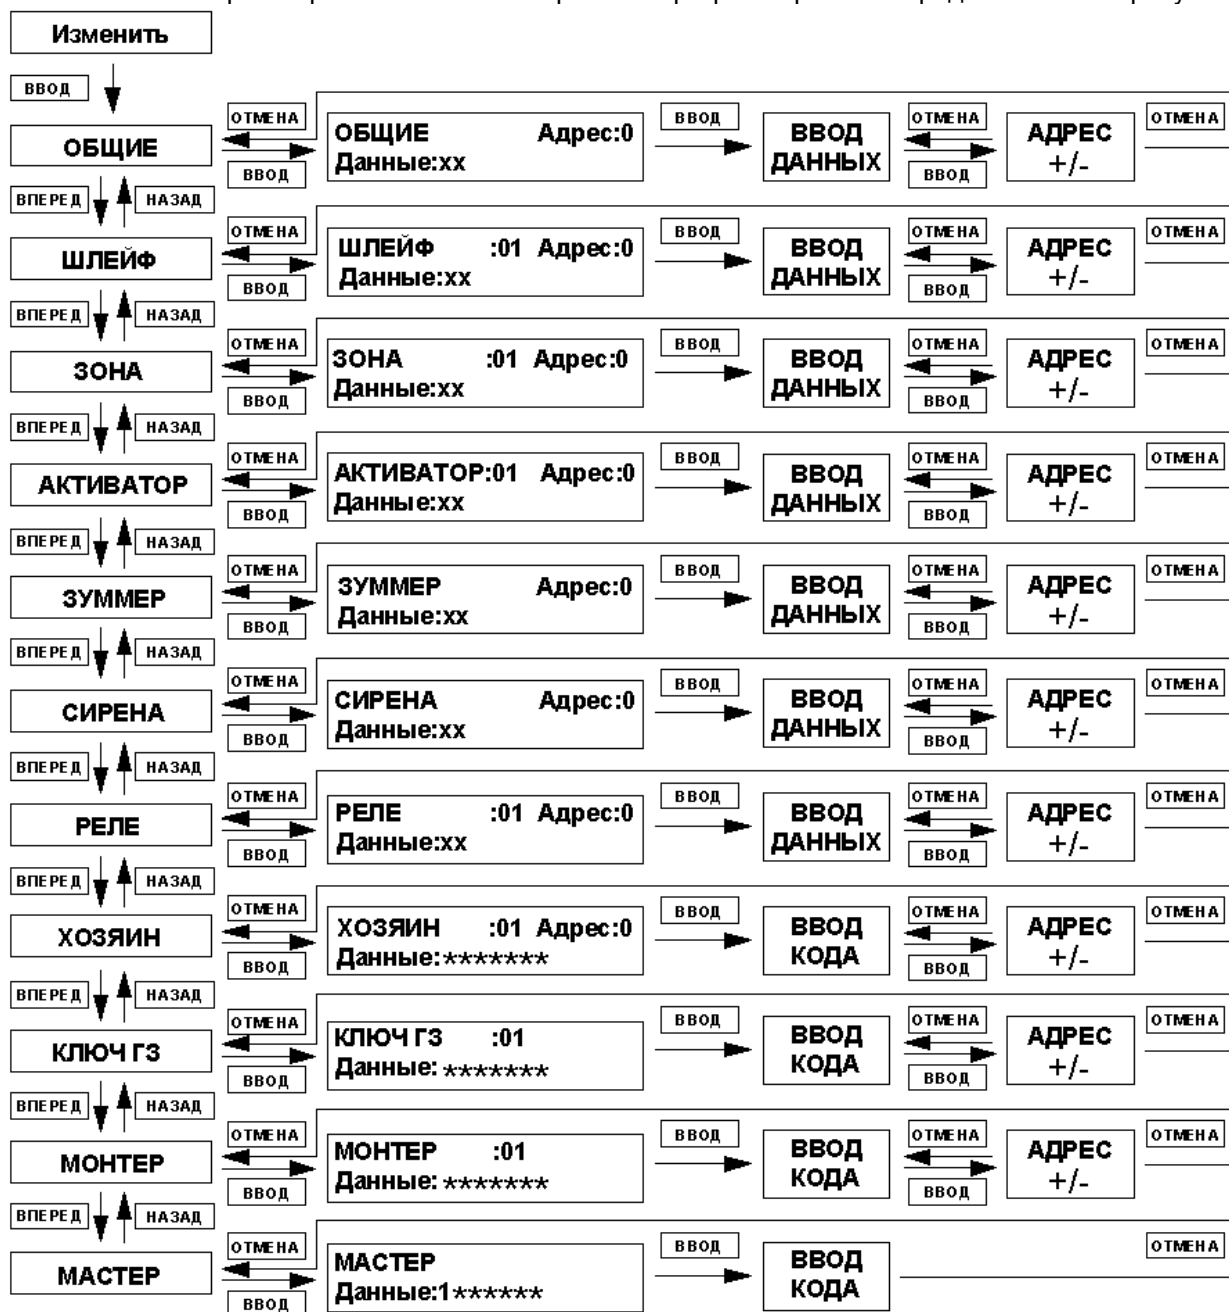 Изменить
ВВОД
ОТМЕНА
ОБЩИЕ Адрес:0
ВВОД
ВВОД
ОТМЕНА
АДРЕС
ОТМЕНА
ОБЩИЕ
Данные:xx
ДАННЫХ
+/-
ВВОД
ВВОД
ВПЕРЕД
НАЗАД
ОТМЕНА
ШЛЕЙФ :01 Адрес:0
ВВОД
ВВОД
ОТМЕНА
АДРЕС
ОТМЕНА
ШЛЕЙФ
Данные:xx
ДАННЫХ
+/-
ВВОД
ВВОД
ВПЕРЕД
НАЗАД
ОТМЕНА
ЗОНА :01 Адрес:0
ВВОД
ВВОД
ОТМЕНА
АДРЕС
ОТМЕНА
ЗОНА
Данные:xx
ДАННЫХ
+/-
ВВОД
ВВОД
ВПЕРЕД
НАЗАД
ОТМЕНА
АКТИВАТОР:01 Адрес:0
ВВОД
ВВОД
ОТМЕНА
АДРЕС
ОТМЕНА
АКТИВАТОР
Данные:xx
ДАННЫХ
+/-
ВВОД
ВВОД
ВПЕРЕД
НАЗАД
ОТМЕНА
ЗУММЕР Адрес:0
ВВОД
ВВОД
ОТМЕНА
АДРЕС
ОТМЕНА
ЗУММЕР
Данные:xx
ДАННЫХ
+/-
ВВОД
ВВОД
ВПЕРЕД
НАЗАД
ОТМЕНА
СИРЕНА Адрес:0
ВВОД
ВВОД
ОТМЕНА
АДРЕС
ОТМЕНА
СИРЕНА
Данные:xx
ДАННЫХ
+/-
ВВОД
ВВОД
ВПЕРЕД
НАЗАД
ОТМЕНА
РЕЛЕ :01 Адрес:0
ВВОД
ВВОД
ОТМЕНА
АДРЕС
ОТМЕНА
РЕЛЕ
Данные:xx
ДАННЫХ
+/-
ВВОД
ВВОД
ВПЕРЕД
НАЗАД
ОТМЕНА
ХОЗЯИН :01 Адрес:0
ВВОД
ВВОД
ОТМЕНА
АДРЕС
ОТМЕНА
ХОЗЯИН
Данные:*******
КОДА
+/-
ВВОД
ВВОД
ВПЕРЕД
НАЗАД
ОТМЕНА
КЛЮЧ ГЗ :01
ВВОД
ВВОД
ОТМЕНА
АДРЕС
ОТМЕНА
КЛЮЧ ГЗ
Данные: *******
КОДА
+/-
ВВОД
ВВОД
ВПЕРЕД
НАЗАД
ОТМЕНА
МОНТЕР :01
ВВОД
ВВОД
ОТМЕНА
АДРЕС
ОТМЕНА
МОНТЕР
Данные: *******
КОДА
+/-
ВВОД
ВВОД
ВПЕРЕД
НАЗАД
ОТМЕНА
МАСТЕР
ВВОД
ВВОД
ОТМЕНА
МАСТЕР
Данные:1******
КОДА
ВВОД